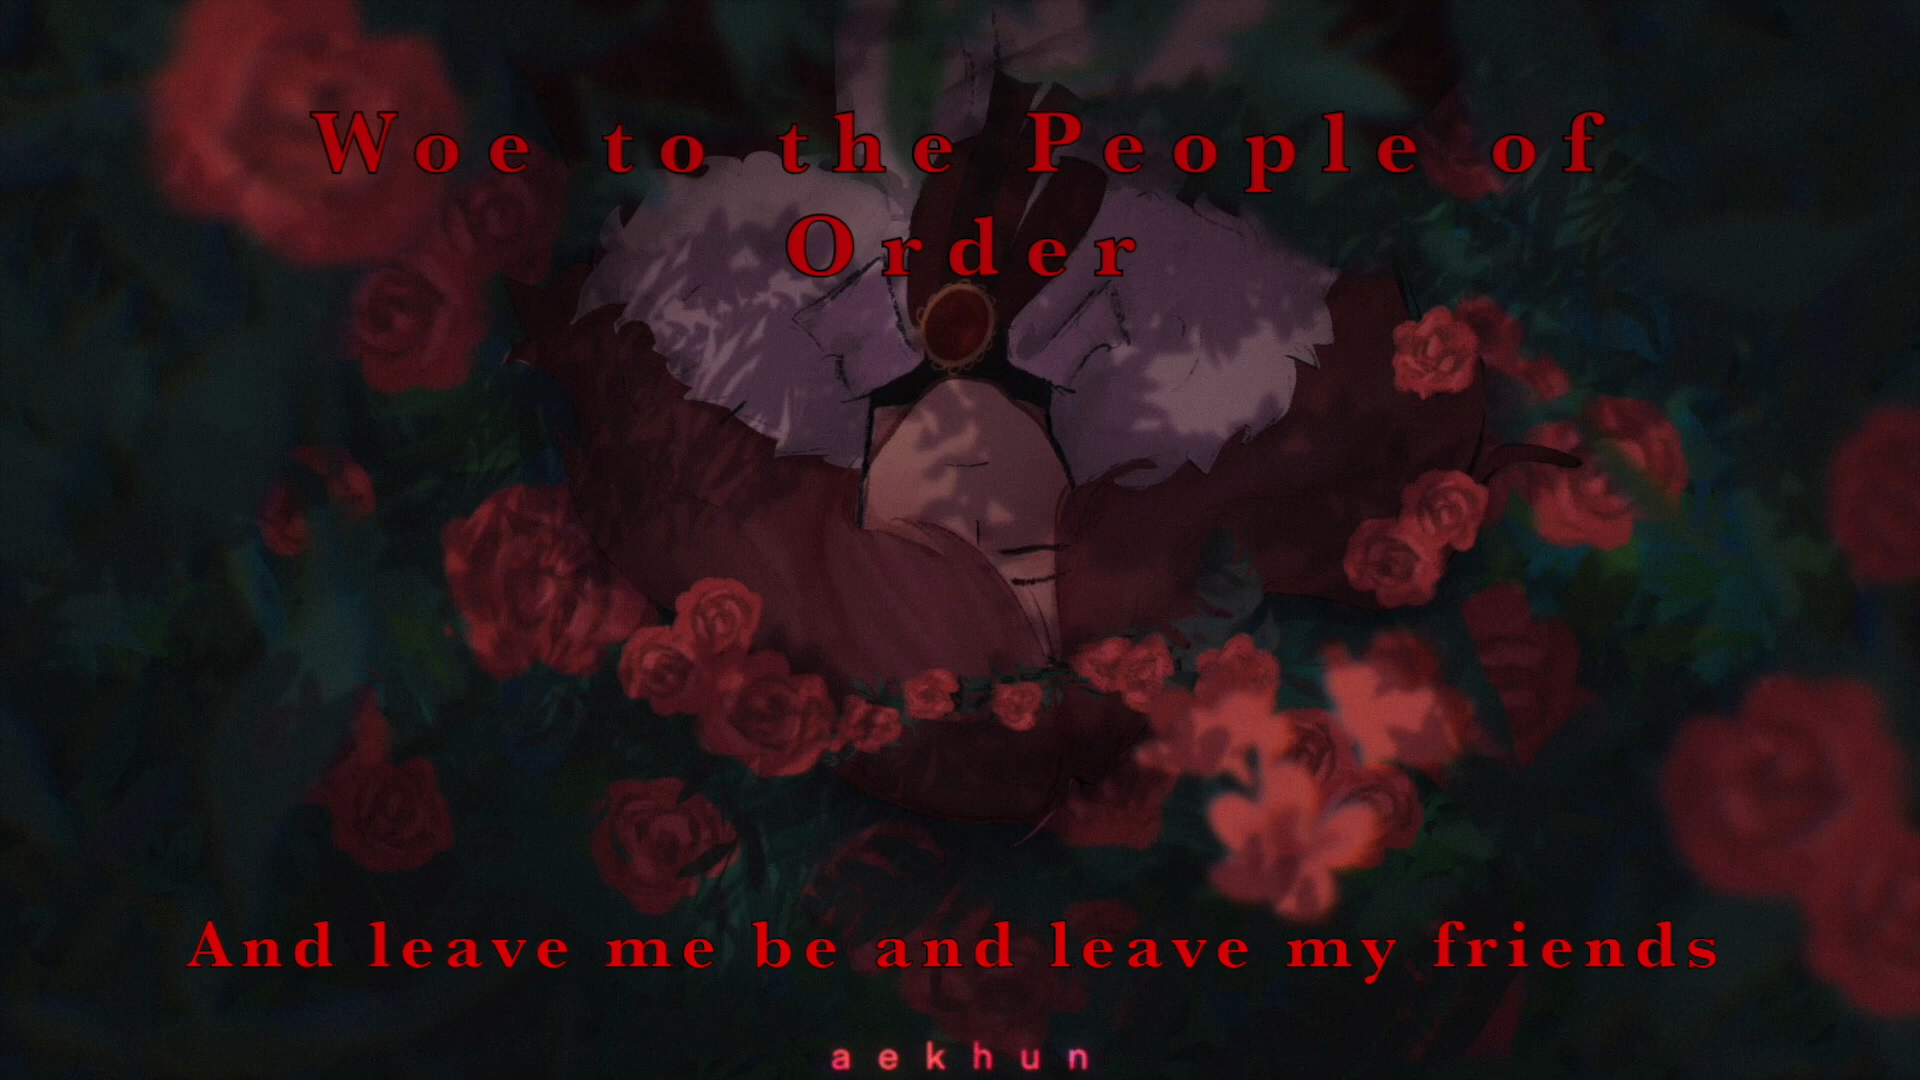 Woe to the People of
Order
And leave me be and leave my friends
aekhun